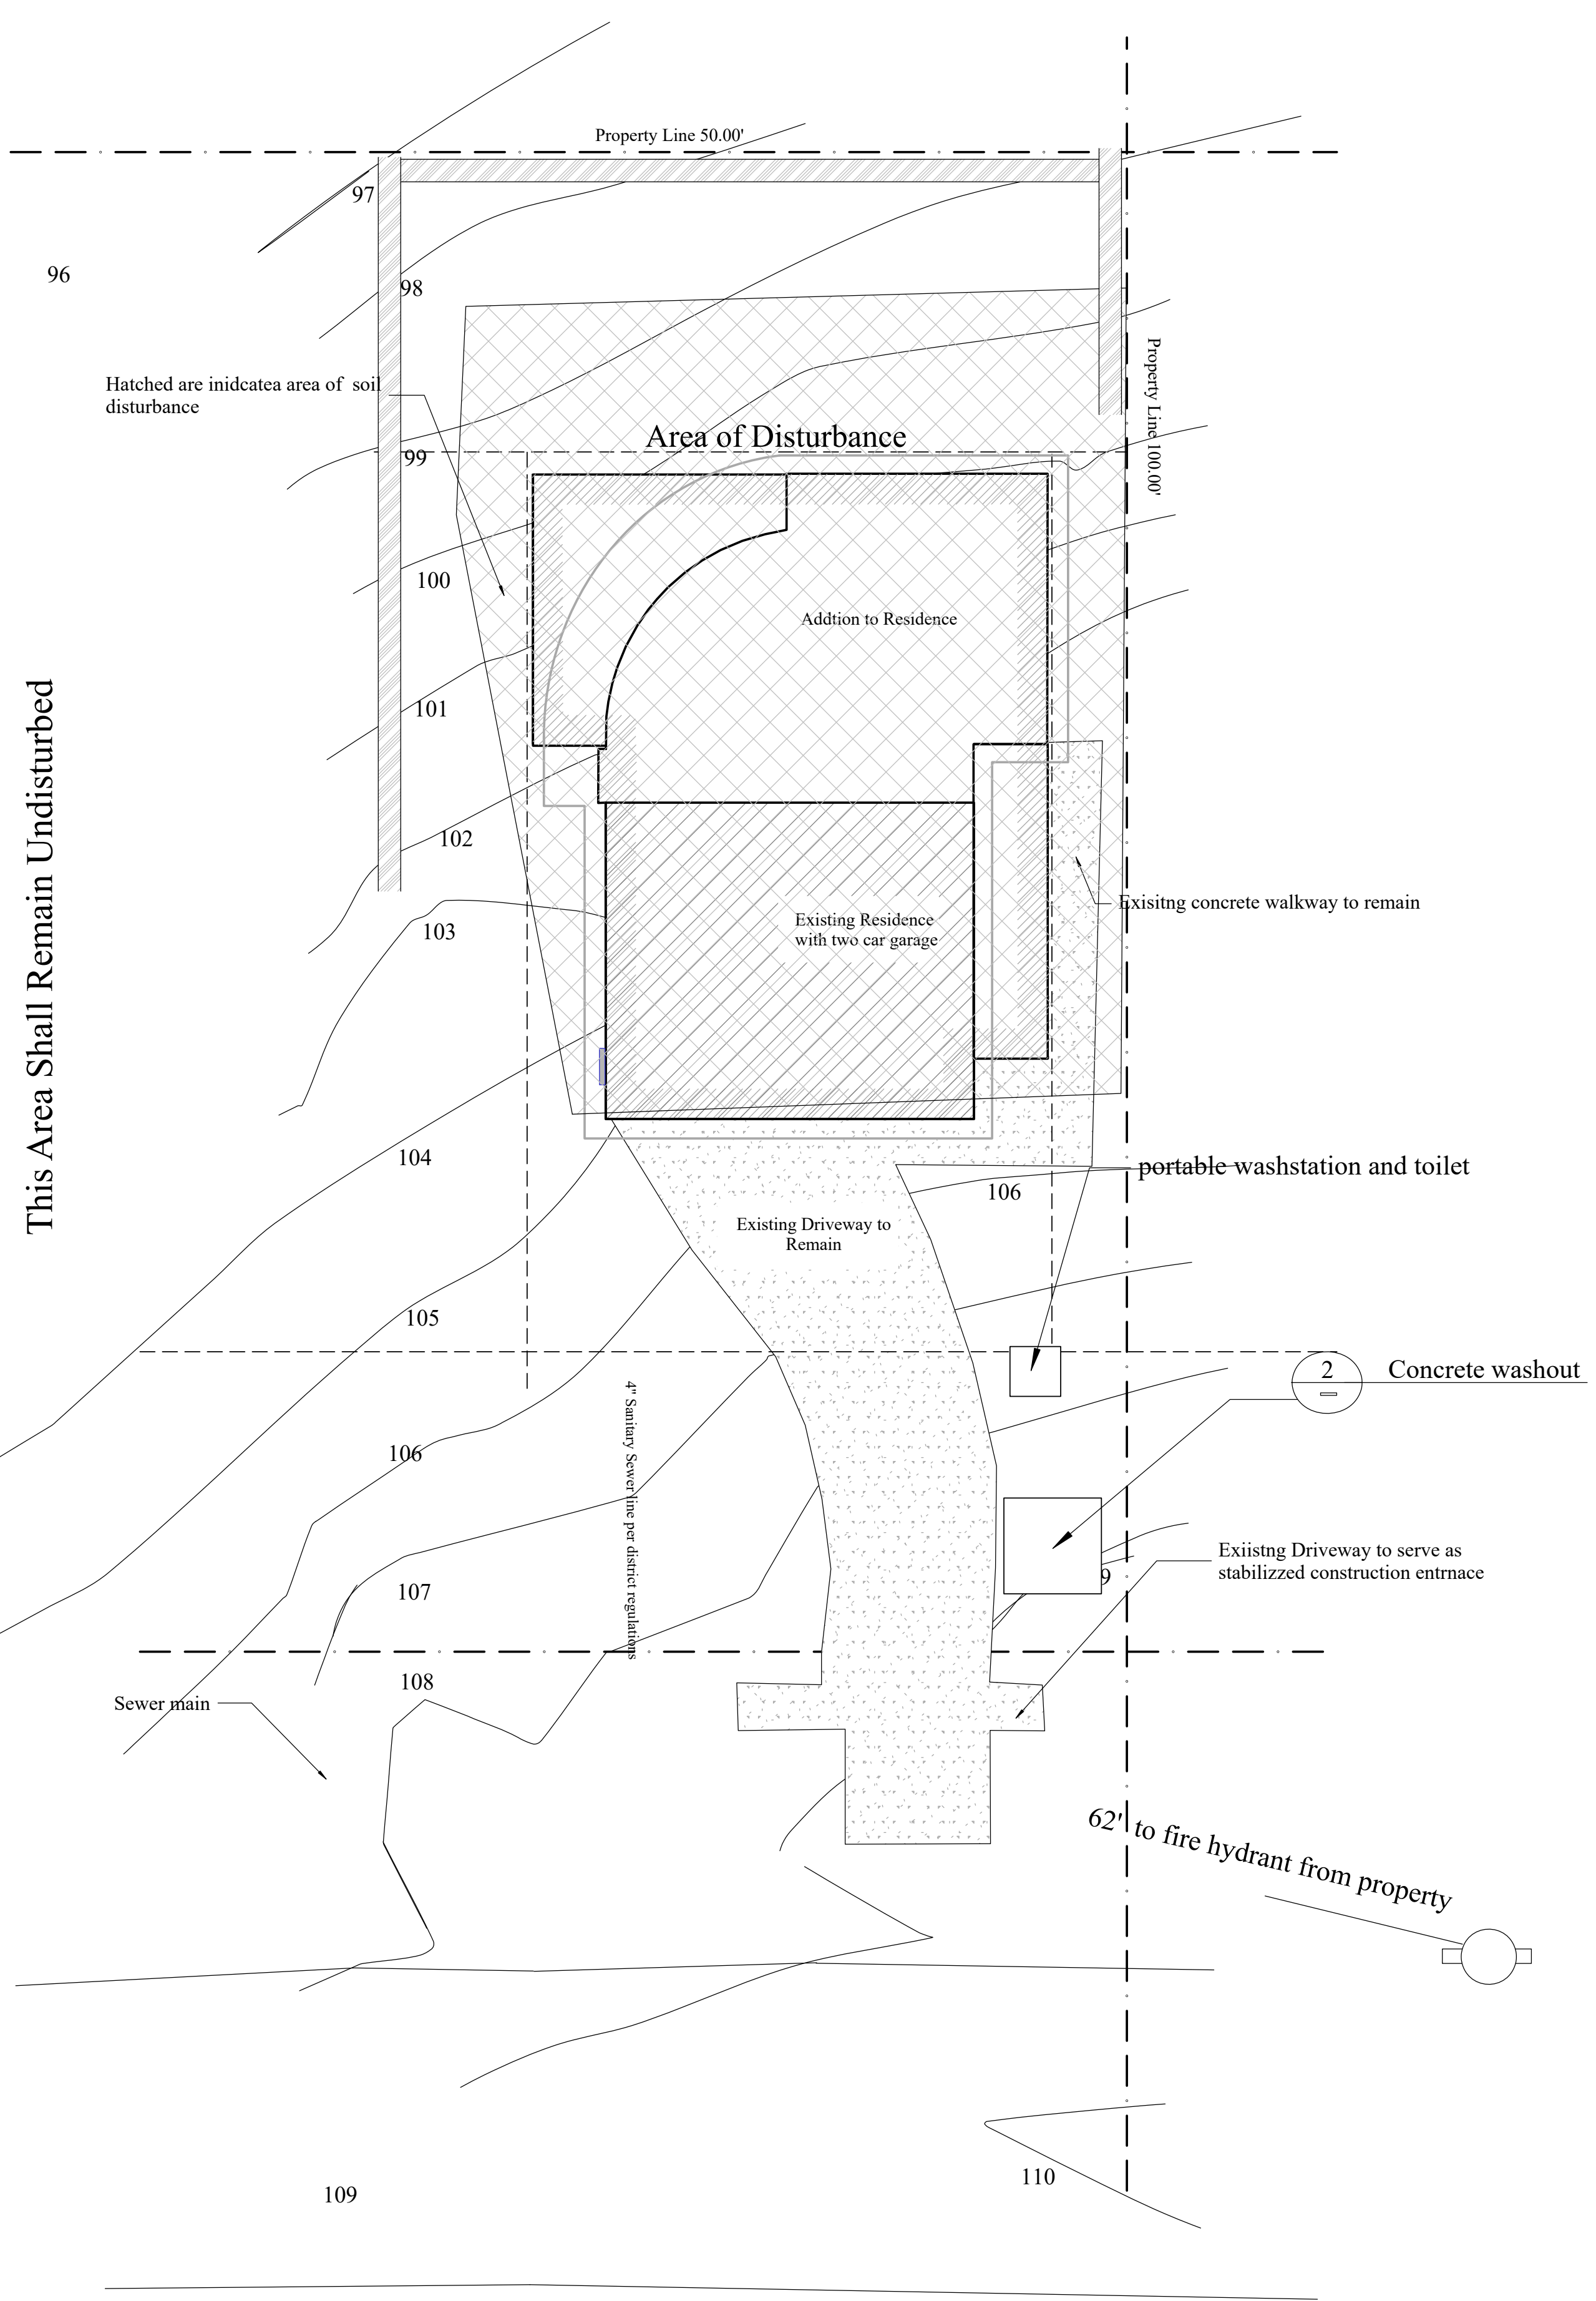 Property Line 50.00'
97
96
98
Property Line 100.00'
Hatched are inidcatea area of soil
disturbance
Area of Disturbance
99
100
Addtion to Residence
101
This Area Shall Remain Undisturbed
102
Exisitng concrete walkway to remain
Existing Residence
with two car garage
103
104
portable washstation and toilet
106
Existing Driveway to
Remain
105
2
Concrete washout
4" Sanitary Sewer line per district regulations
106
Exiistng Driveway to serve as
stabilizzed construction entrnace
9
107
108
Sewer main
62' to fire hydrant from property
110
109